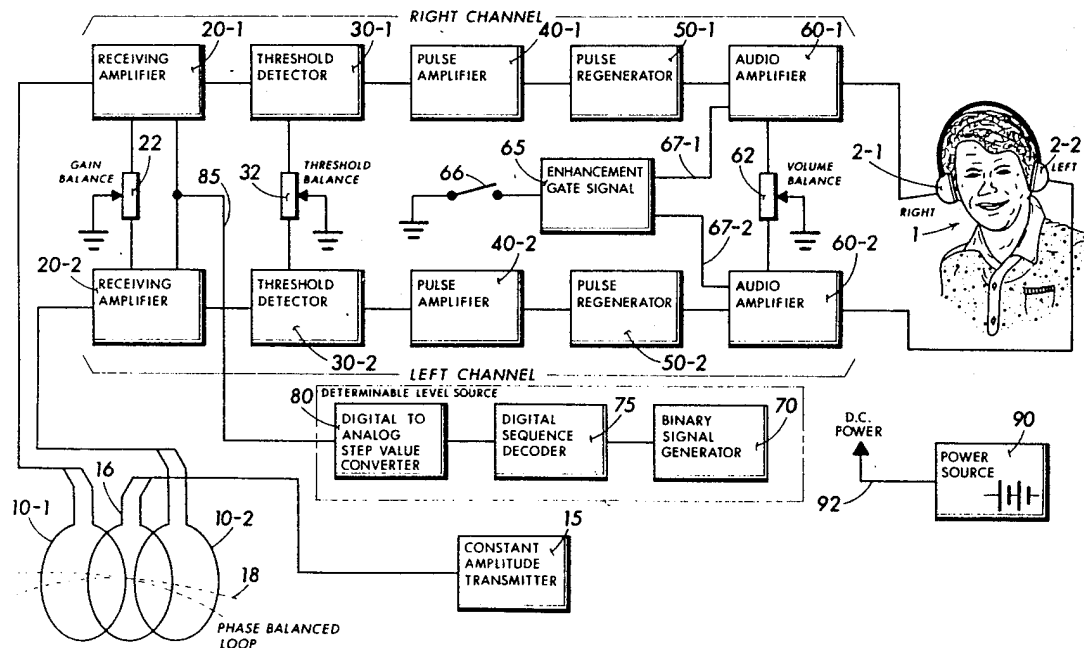 RIGHT CHANNEL
20-1
30-1
40-1
50-1
60-1
RECEIVING
AMPLIFIER
THRESHOLD
DETECTOR
PULSE
AMPLIFIER
PULSE
REGENERATOR
AUDIO
AMPLIFIER
GAIN
BALANCE
22
85
32
THRESHOLD
BALANCE
66
65
ENHANCEMENT
GATE SIGNAL
67-1
67-2
62
VOLUME
BALANCE
2-1
2-2
LEFT
RIGHT
1
20-2
RECEIVING
AMPLIFIER
THRESHOLD
DETECTOR
30-2
40-2
PULSE
AMPLIFIER
PULSE
REGENERATOR
50-2
60-2
AUDIO
AMPLIFIER
LEFT CHANNEL
DETERMINABLE LEVEL SOURCE
80
DIGITAL TO
ANALOG
STEP VALUE
CONVERTER
75
DIGITAL
SEQUENCE
DECODER
70
BINARY
SIGNAL
GENERATOR
D.C.
POWER
92
90
POWER
SOURCE
10-1
16
10-2
18
PHASE BALANCED
LOOP
15
CONSTANT
AMPLITUDE
TRANSMITTER